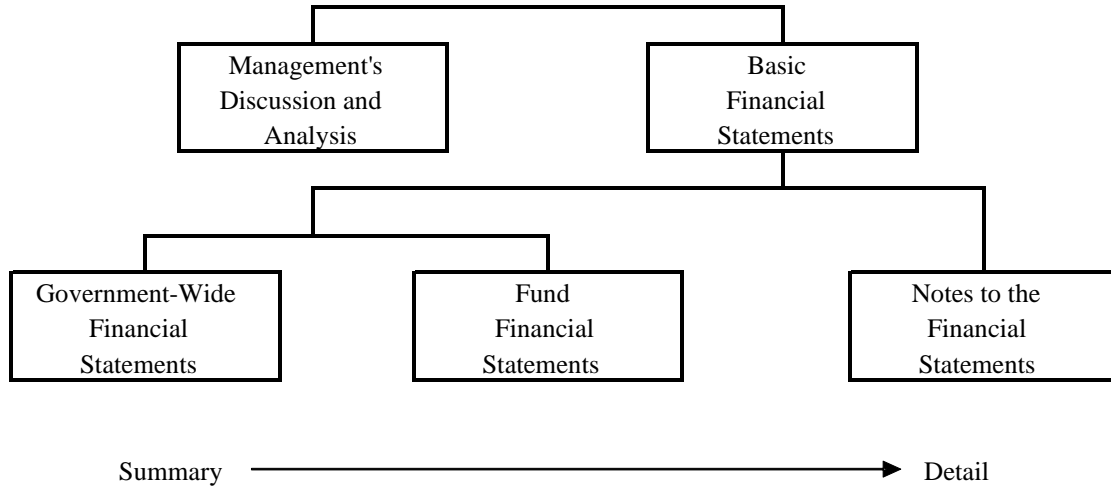 Management's
Discussion and
Analysis
Basic
Financial
Statements
Government-Wide
Financial
Statements
Fund
Financial
Statements
Notes to the
Financial
Statements
Summary
Detail